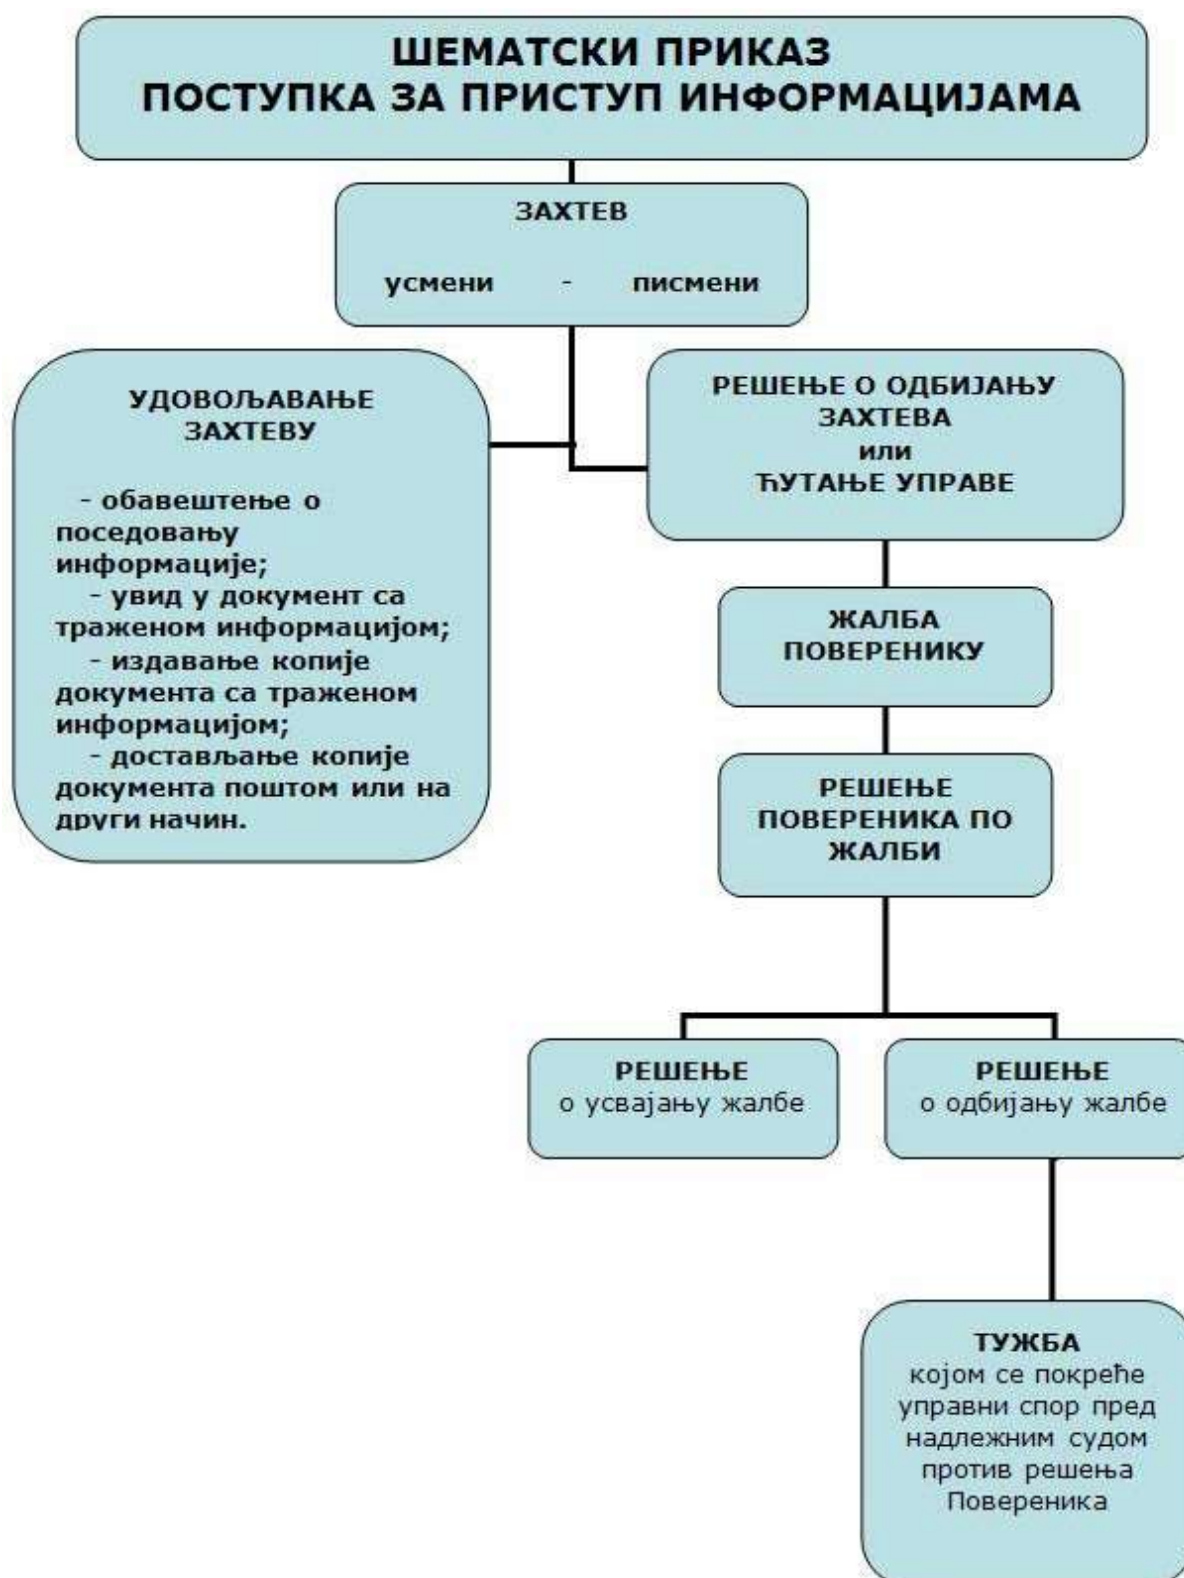 ШЕМАТСКИ ПРИКАЗ
ПОСТУПКА ЗА ПРИСТУП ИНФОРМАЦИЈАМА
ЗАХТЕВ
усмени - писмени
УДОВОЉАВАЊЕ
ЗАХТЕВУ
- обавештење о
поседовању
информације;
- увид у документ са
траженом информацијом;
- издавање копије
документа са траженом
информацијом;
- достављање копије
документа поштом или на
други начин.
РЕШЕЊЕ О ОДБИЈАЊУ
ЗАХТЕВА
или
ЋУТАЊЕ УПРАВЕ
ЖАЛБА
ПОВЕРЕНИКУ
РЕШЕЊЕ
ПОВЕРЕНИКА ПО
ЖАЛБИ
РЕШЕЊЕ
о усвајању жалбе
РЕШЕЊЕ
о одбијању жалбе
ТУЖБА
којом се покреће
управни спор пред
надлежним судом
против решења
Повереника